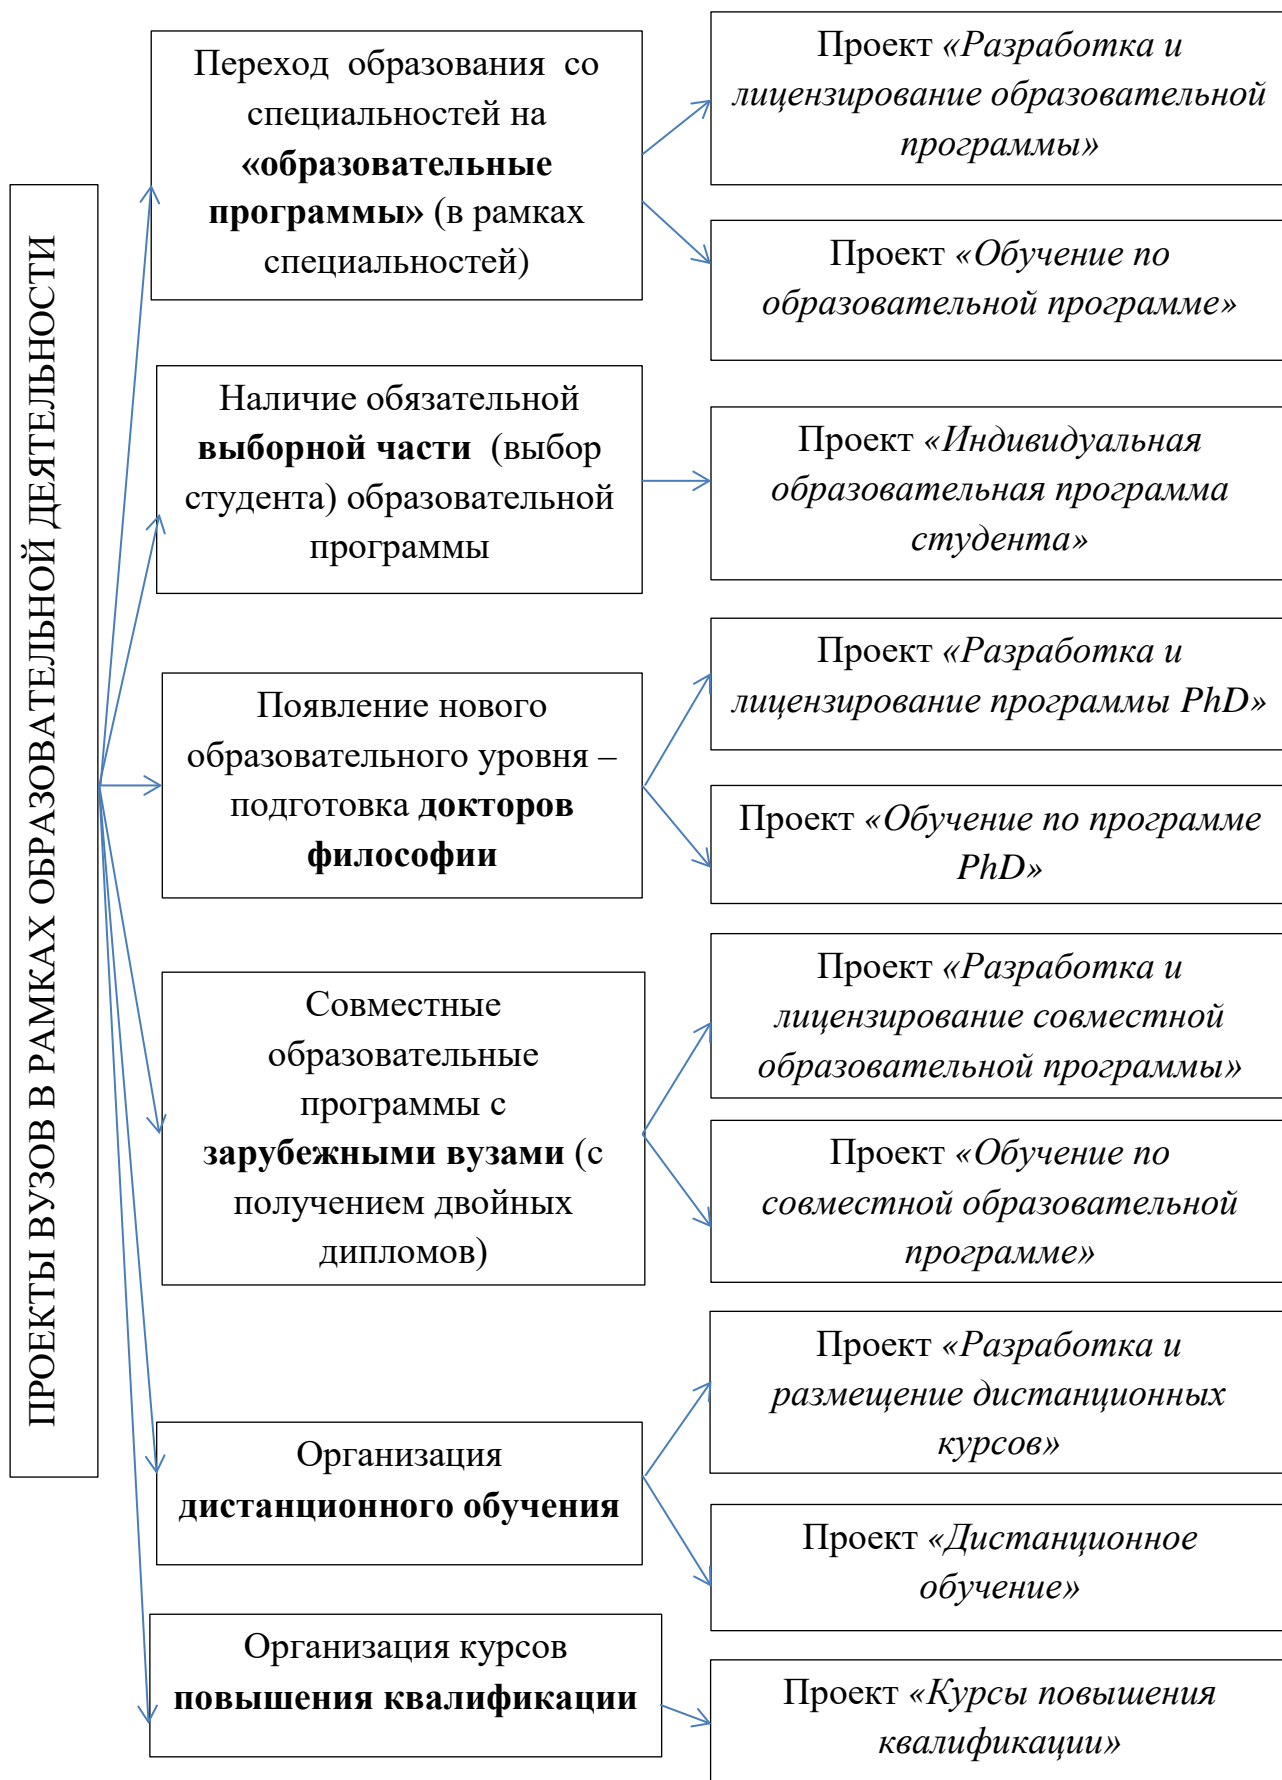 ПРОЕКТЫ ВУЗОВ В РАМКАХ ОБРАЗОВАТЕЛЬНОЙ ДЕЯТЕЛЬНОСТИ
Переход образования со
специальностей на
«образовательные
программы» (в рамках
специальностей)
Проект «Разработка и
лицензирование образовательной
программы»
Проект «Обучение по
образовательной программе»
Наличие обязательной
выборной части (выбор
студента) образовательной
программы
Проект «Индивидуальная
образовательная программа
студента»
Появление нового
образовательного уровня –
подготовка докторов
философии
Проект «Разработка и
лицензирование программы PhD»
Проект «Обучение по программе
PhD»
Совместные
образовательные
программы с
зарубежными вузами (с
получением двойных
дипломов)
Проект «Разработка и
лицензирование совместной
образовательной программы»
Проект «Обучение по
совместной образовательной
программе»
Организация
дистанционного обучения
Проект «Разработка и
размещение дистанционных
курсов»
Проект «Дистанционное
обучение»
Организация курсов
повышения квалификации
Проект «Курсы повышения
квалификации»